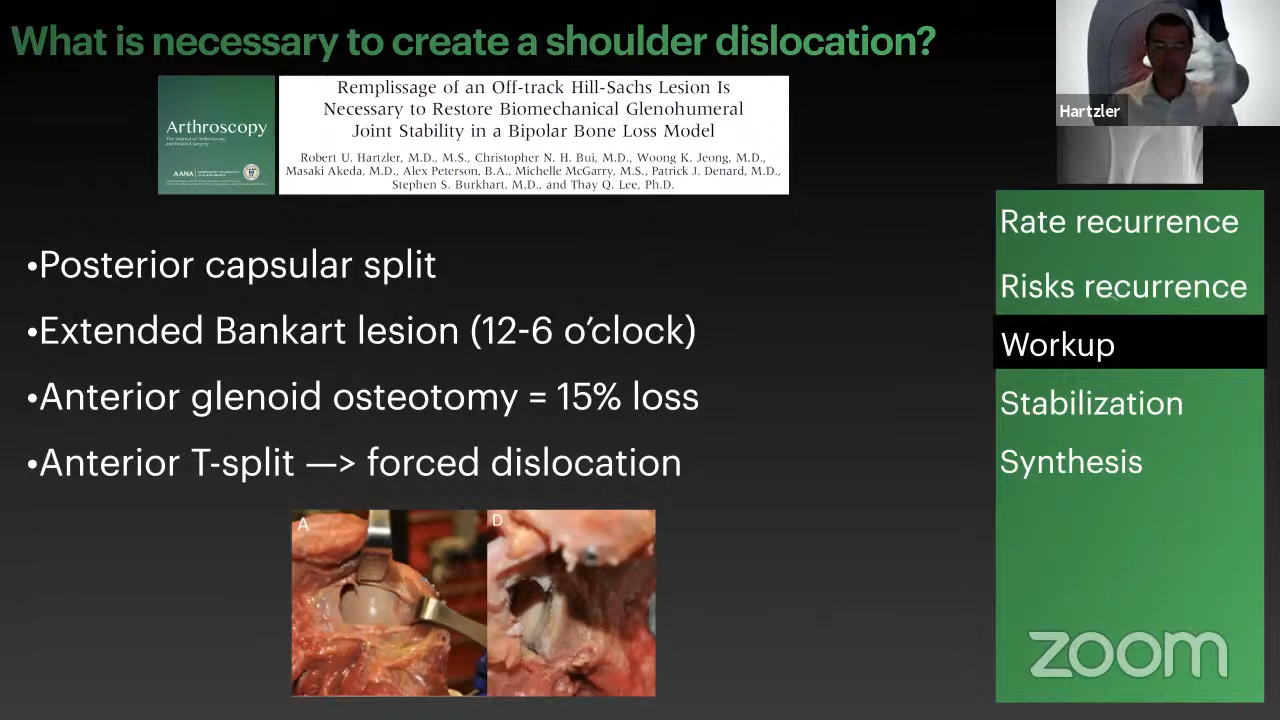 What is necessary to create a shoulder dislocation?
Arthroscopy
AANA
Remplissage of an Off-track Hill-Sachs Lesion Is
Necessary to Restore Biomechanical Glenohumeral
Joint Stability in a Bipolar Bone Loss Model
Robert U. Hartzler, M.D., M.S., Christopher N. H. Bui, M.D., Woong K. Jeong, M.D.,
Masaki Akeda, M.D., Alex Peterson, B.A., Michelle McGarry, M.S., Patrick J. Denard, M.D.,
Stephen S. Burkhart, M.D., and Thay Q. Lee, Ph.D.
•Posterior capsular split
•Extended Bankart lesion (12-6 o’clock)
•Anterior glenoid osteotomy = 15% loss
•Anterior T-split —> forced dislocation
A
D
Hartzler
Rate recurrence
Risks recurrence
Workup
Stabilization
Synthesis
zoom